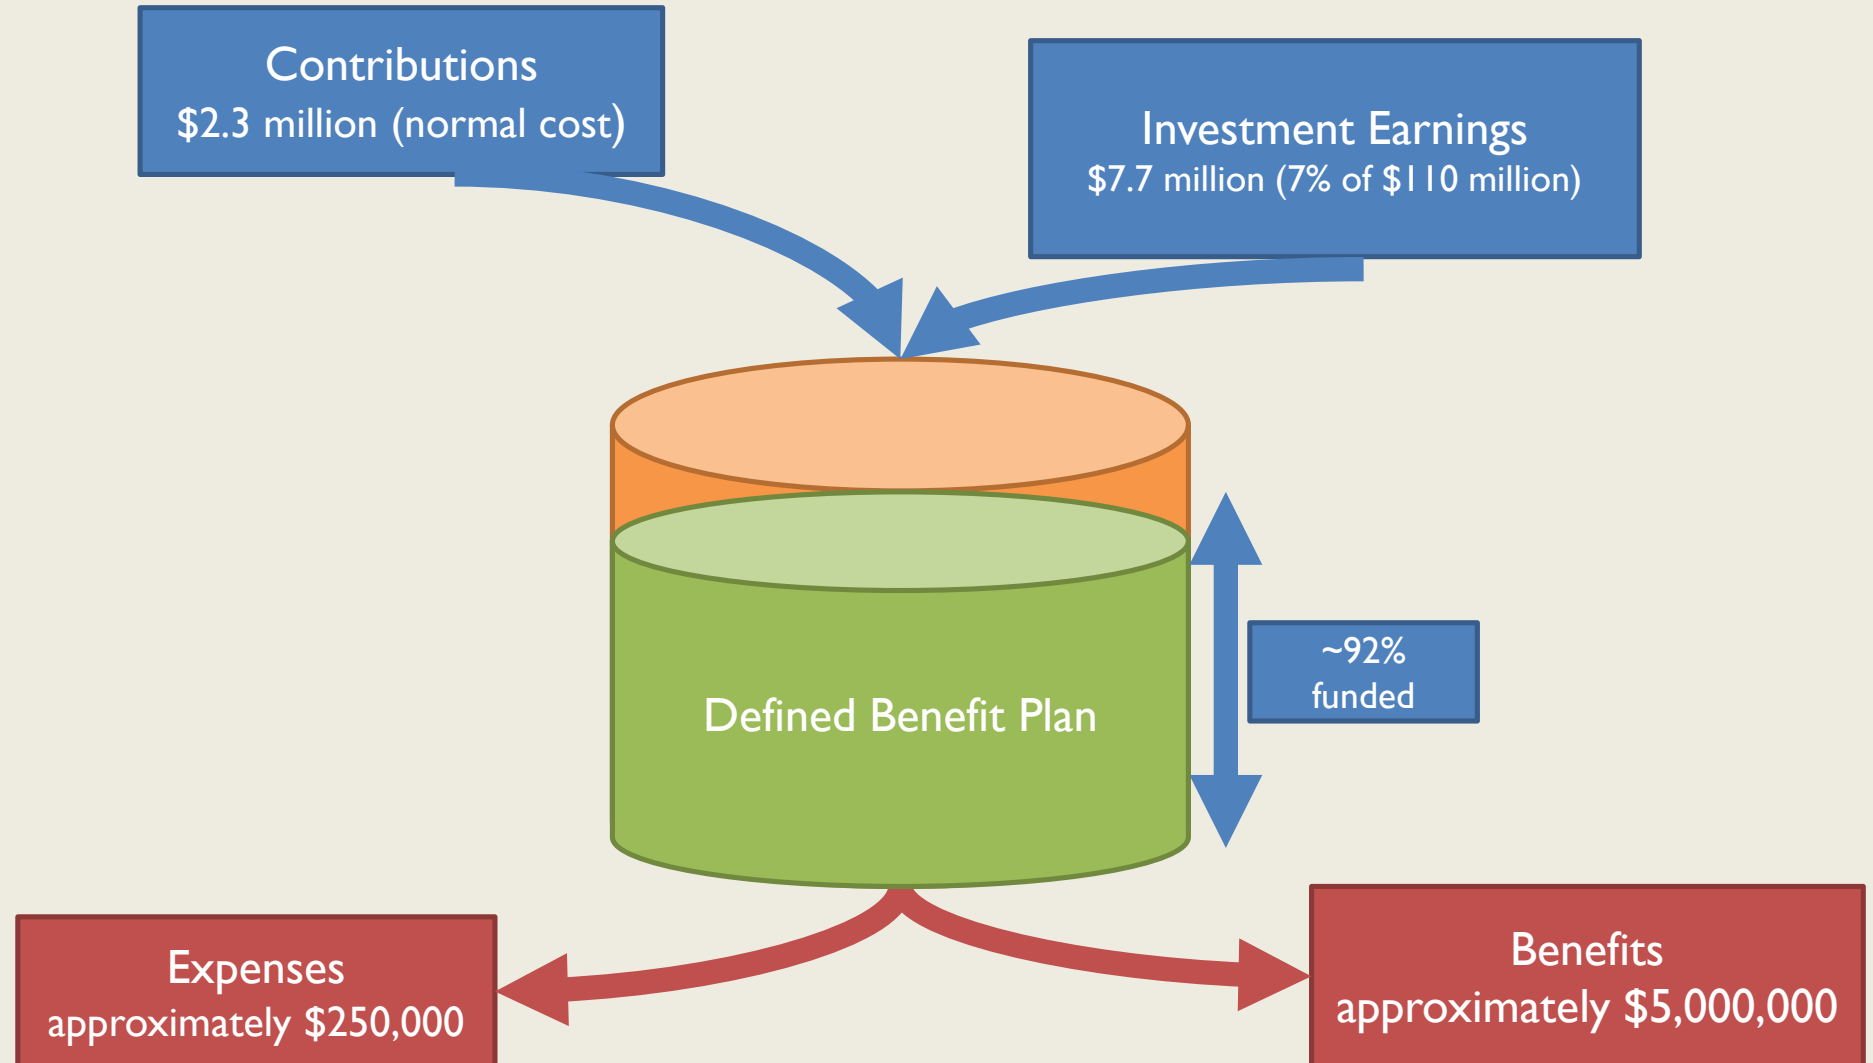 Contributions
$2.3 million (normal cost)
Investment Earnings
$7.7 million (7% of $110 million)
~92%
funded
Defined Benefit Plan
Expenses
approximately $250,000
Benefits
approximately $5,000,000